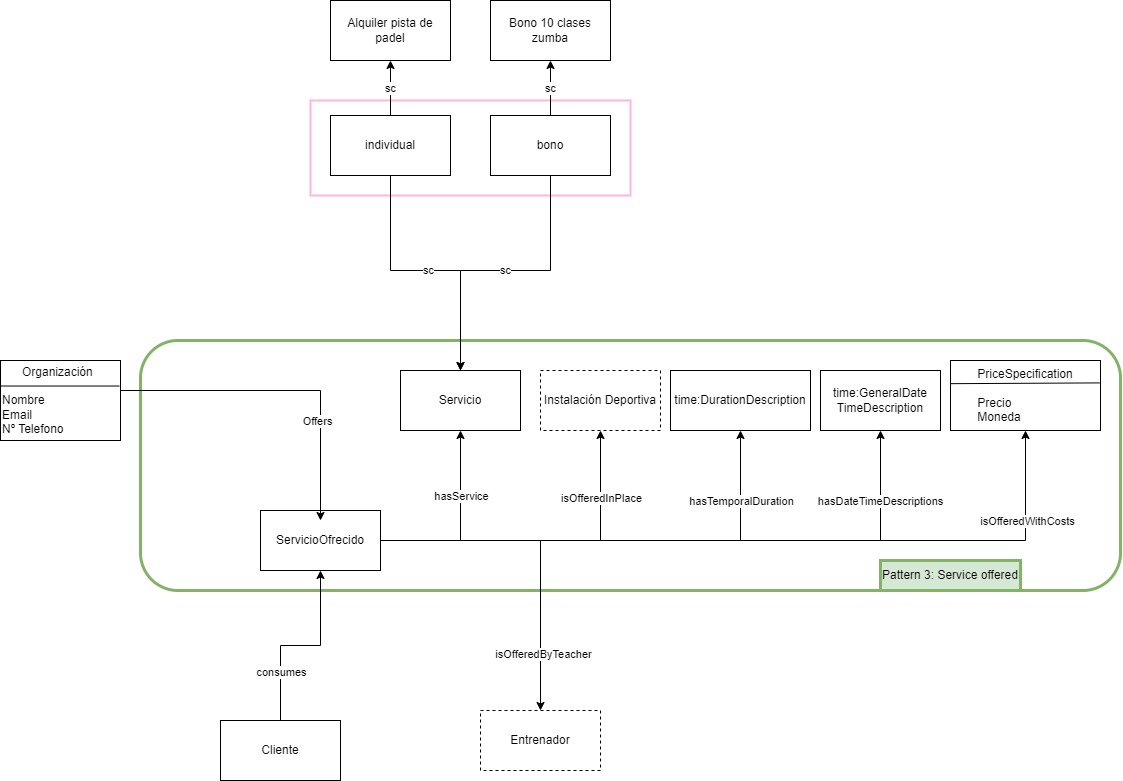 Alquiler pista de
padel
Bono 10 clases
zumba
sc
sc
individual
bono
sc
sc
Organización
Nombre
Email
Nº Telefono
Offers
Servicio
Instalación Deportiva
time:DurationDescription
time:GeneralDate
TimeDescription
PriceSpecification
Precio
Moneda
hasService
isOfferedInPlace
hasTemporalDuration
hasDateTimeDescriptions
isOfferedWithCosts
ServicioOfrecido
Pattern 3: Service offered
isOfferedByTeacher
consumes
Cliente
Entrenador